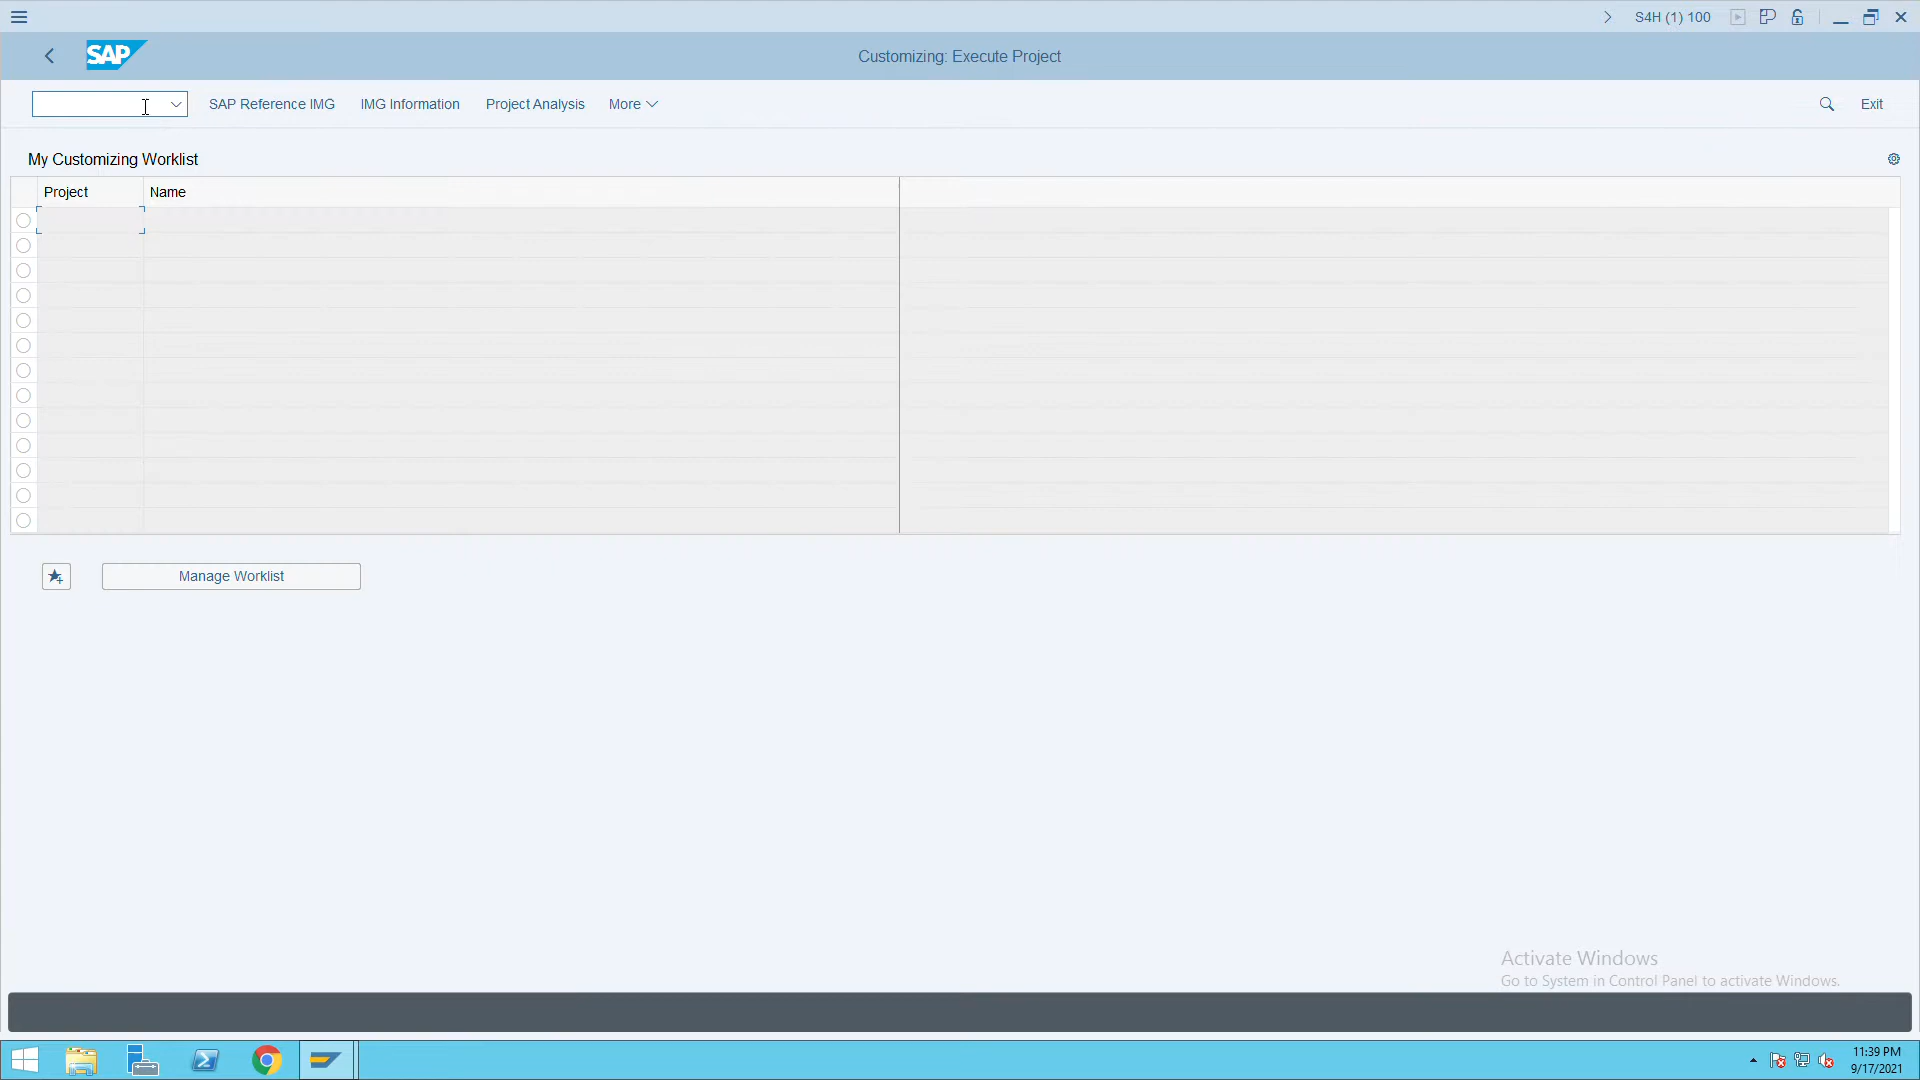 S4H (1) 100
SAP
Customizing: Execute Project
SAP Reference IMG
IMG Information
Project Analysis
More
Exit
My Customizing Worklist
Project
Name
Manage Worklist
Activate Windows
Go to System in Control Panel to activate Windows.
11:39 PM
9/17/2021